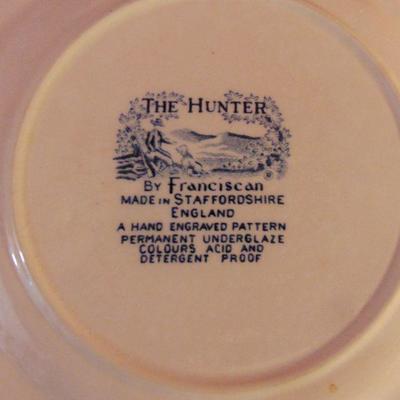 THE HUNTER
BY Franciscan
MADE IN STAFFORDSHIRE
ENGLAND
A HAND ENGRAVED PATTERN
PERMANENT UNDERGLAZE
COLOURS ACID AND
DETERGENT PROOF